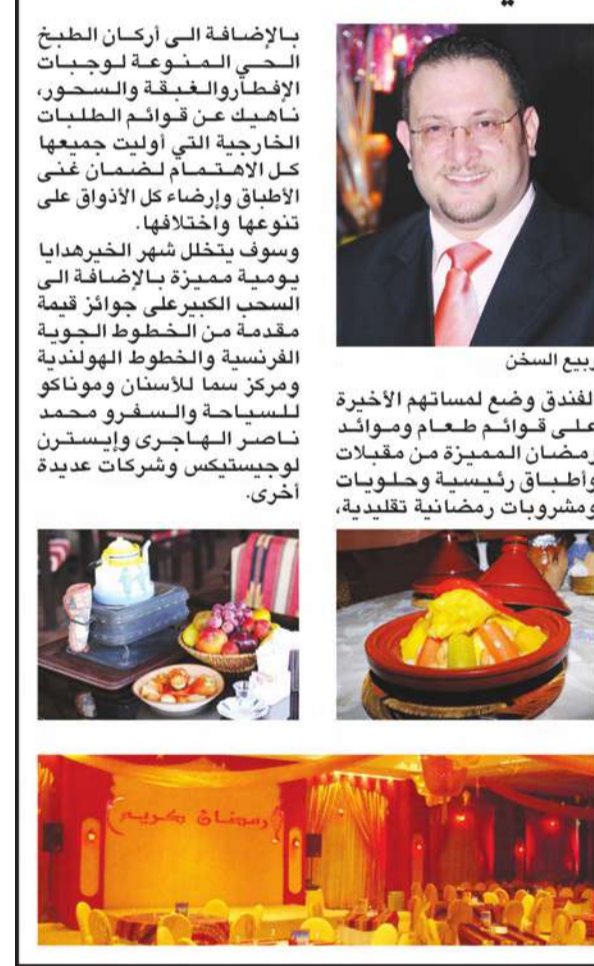 ربيع السخن
الفندق وضع لمساتهم الأخيرة
على قوائم طعام وموائد
رمضان المميزة من مقبلات
وأطباق رئيسية وحلويات
ومشروبات رمضانية تقليدية،
بالإضافة الى أركان الطبخ
الحي المنوعة لوجبات
الإفطاروالغبقة والسحور،
ناهيك عن قوائم الطلبات
الخارجية التي أوليت جميعها
كل الاهتمام لضمان غنى
الأطباق وإرضاء كل الأذواق على
تنوعها واختلافها.
وسوف يتخلل شهر الخيرهدايا
يومية مميزة بالإضافة الى
السحب الكبيرعلى جوائز قيمة
مقدمة من الخطوط الجوية
الفرنسية والخطوط الهولندية
ومركز سما للأسنان وموناكو
للسياحة والسفرو محمد
ناصر الهاجرى وإيسترن
لوجيستيكس وشركات عديدة
أخرى.
رمضان كريم